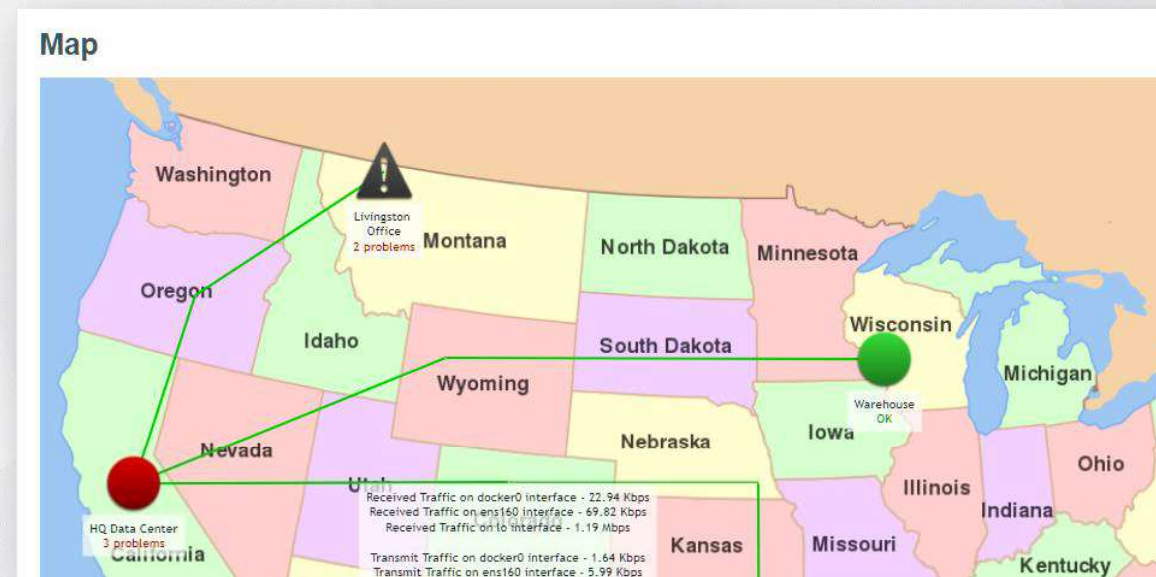 Map
Washington
Livingston
Office
2 problems
Montana
North Dakota
Minnesota
Oregon
Idaho
Wisconsin
South Dakota
Wyoming
Michigan
Warehouse
OK
Nevada
Nebraska
Iowa
Ohio
Utah
Illinois
Received Traffic on docker0 interface - 22.94 Kbps
Received Traffic on ens160 interface - 69.82 Kbps
Received Traffic on lo interface - 1.19 Mbps
Colorado
Indiana
HQ Data Center
3 problems
California
Kansas
Missouri
Transmit Traffic on docker0 interface - 1.64 Kbps
Transmit Traffic on ens160 interface - 5.99 Kbps
Kentucky